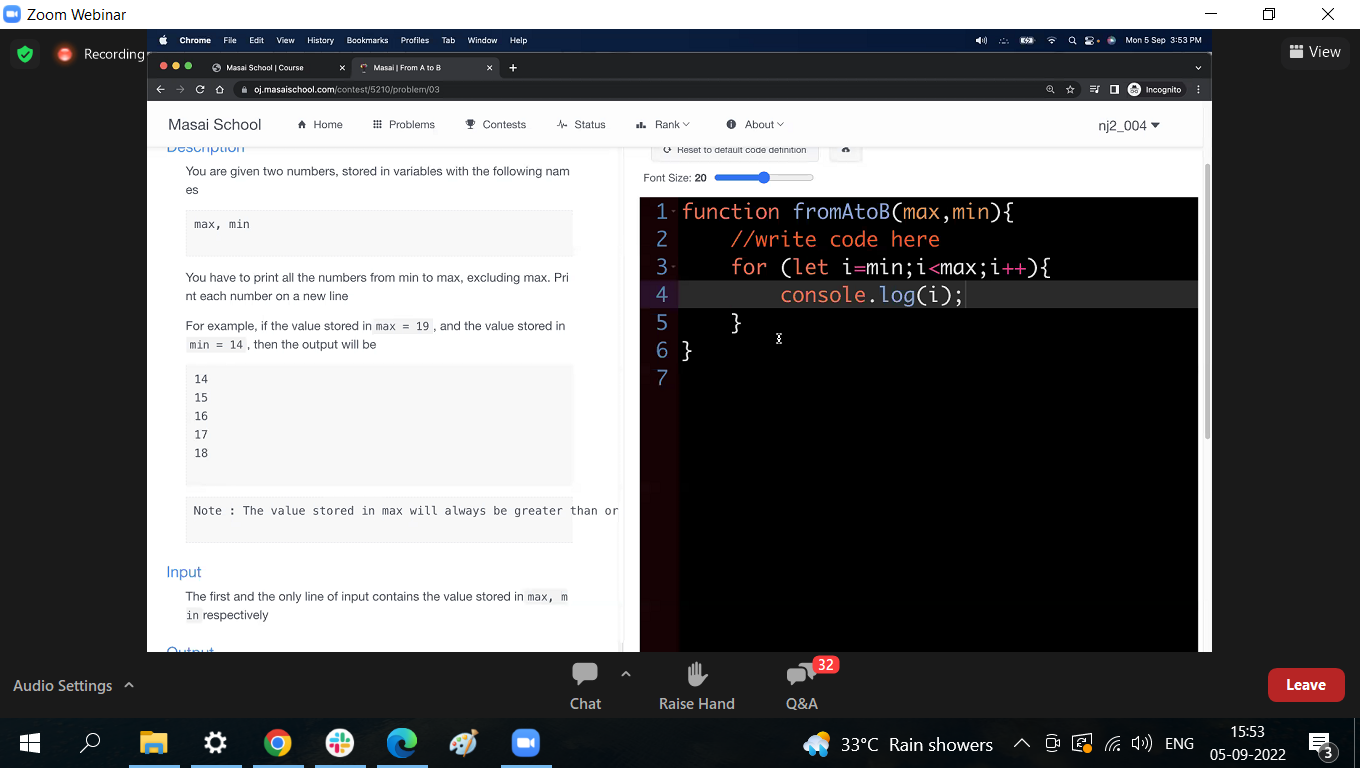 Zoom Webinar
Recording
View
Chrome File Edit View History Bookmarks Profiles Tab Window Help
Mon 5 Sep 3:53 PM
Masai School | Course
Masai | From A to B
oj.masaischool.com/contest/5210/problem/03
Incognito
Masai School
Home
Problems
Contests
Status
Rank
About
nj2_004
Description
You are given two numbers, stored in variables with the following nam
es
max, min
You have to print all the numbers from min to max, excluding max. Pri
nt each number on a new line
For example, if the value stored in max = 19 , and the value stored in
min = 14 , then the output will be
14
15
16
17
18
Note : The value stored in max will always be greater than or
Input
The first and the only line of input contains the value stored in max, m
in respectively
Output
Reset to default code definition
Font Size: 20
1 function fromAtoB(max,min){
2 //write code here
3 for (let i=min;i<max;i++){
4 console.log(i);
5 }
6 }
7
Audio Settings
Chat
Raise Hand
32
Q&A
Leave
33°C Rain showers
ENG
15:53
05-09-2022
3